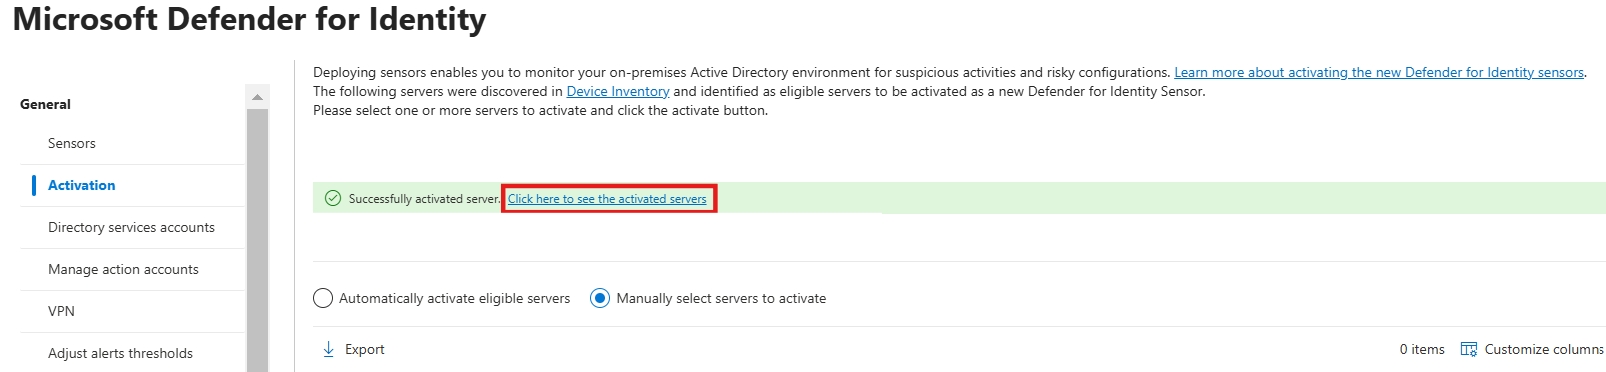 Microsoft Defender for Identity
General
Sensors
Activation
Directory services accounts
Manage action accounts
VPN
Adjust alerts thresholds
Deploying sensors enables you to monitor your on-premises Active Directory environment for suspicious activities and risky configurations. Learn more about activating the new Defender for Identity sensors.
The following servers were discovered in Device Inventory and identified as eligible servers to be activated as a new Defender for Identity Sensor.
Please select one or more servers to activate and click the activate button.
Successfully activated server. Click here to see the activated servers
Automatically activate eligible servers Manually select servers to activate
Export 0 items Customize columns